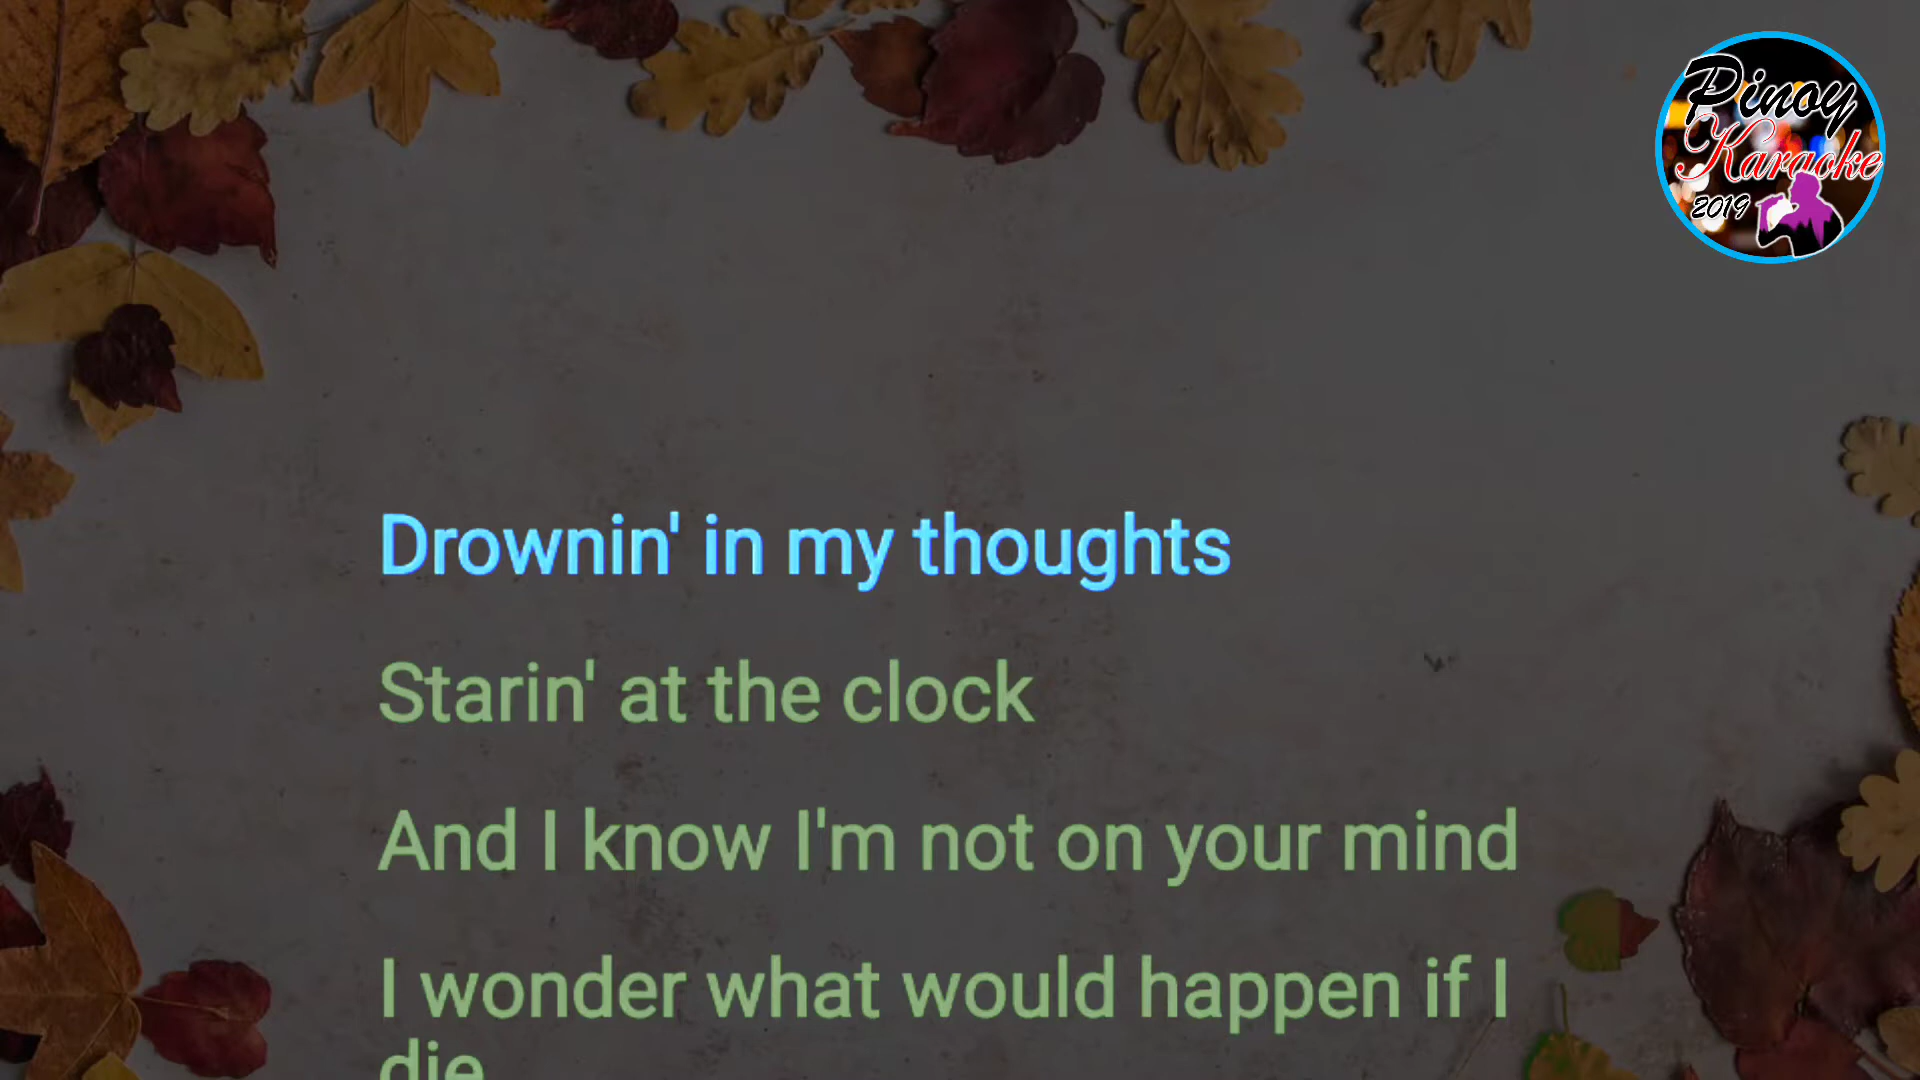 Pinoy
Karaoke
2019
Drownin' in my thoughts
Starin' at the clock
And I know I'm not on your mind
I wonder what would happen if I
die